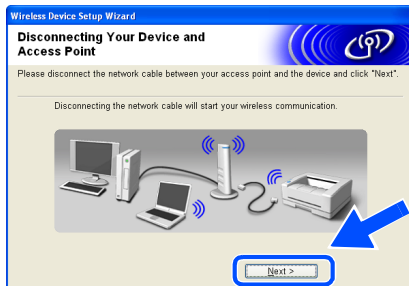 Wireless Device Setup Wizard
Disconnecting Your Device and
Access Point
Please disconnect the network cable between your access point and the device and click "Next".
Disconnecting the network cable will start your wireless communication.
Next >